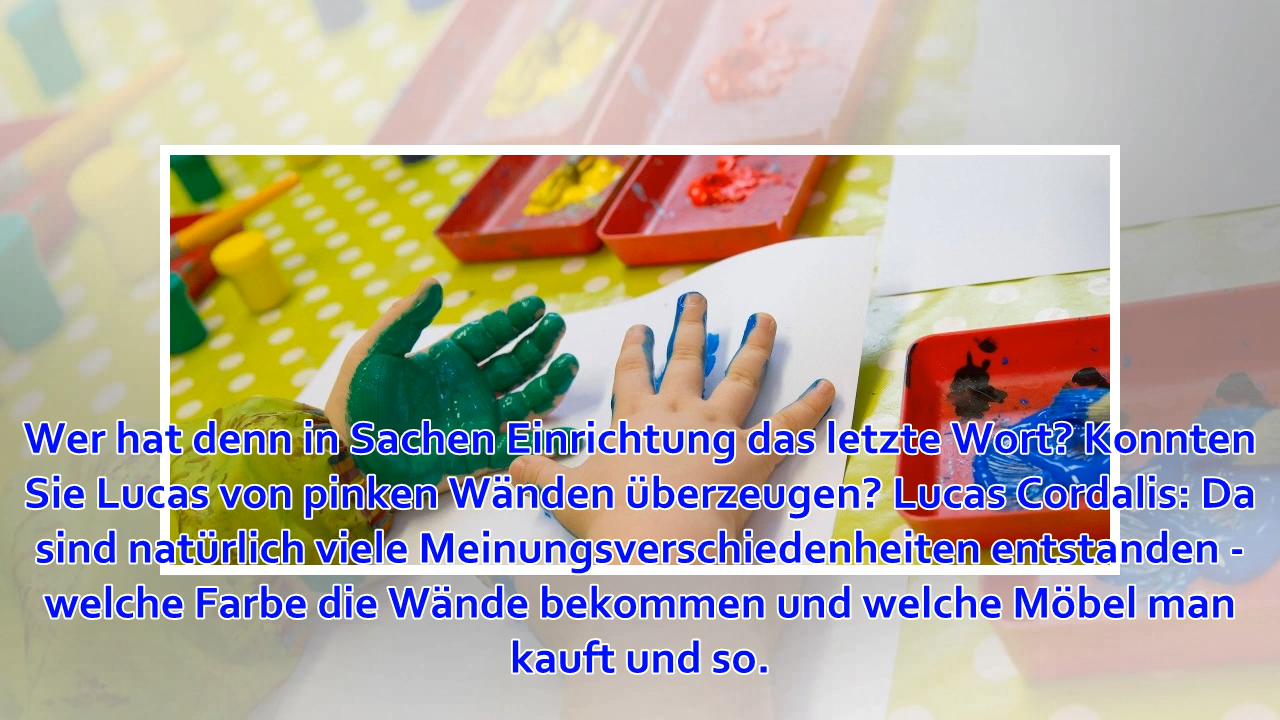 Wer hat denn in Sachen Einrichtung das letzte Wort? Konnten
Sie Lucas von pinken Wänden überzeugen? Lucas Cordalis: Da
sind natürlich viele Meinungsverschiedenheiten entstanden -
welche Farbe die Wände bekommen und welche Möbel man
kauft und so.